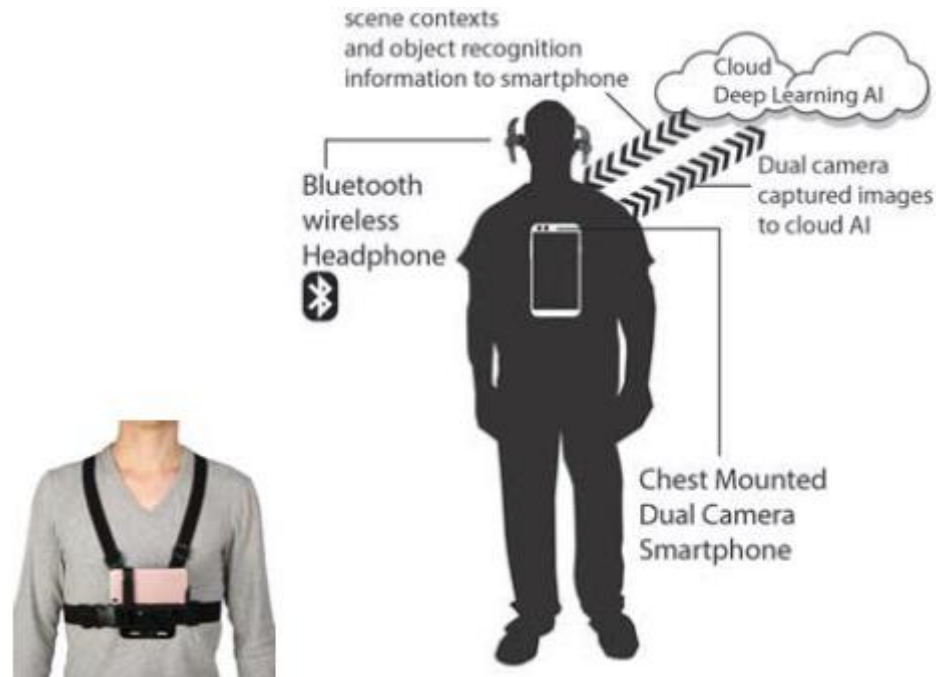 scene contexts
and object recognition
information to smartphone
Cloud
Deep Learning AI
Bluetooth
wireless
Headphone
Dual camera
captured images
to cloud AI
Chest Mounted
Dual Camera
Smartphone